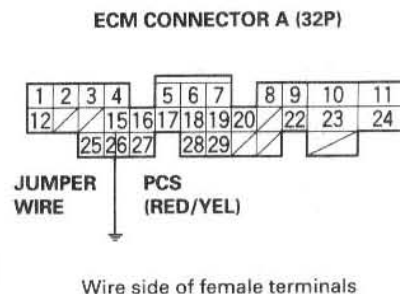 ECM CONNECTOR A (32P)
1 2 3 4 5 6 7 8 9 10 11
12 15 16 17 18 19 20 22 23 24
25 26 27 28 29
JUMPER PCS
WIRE (RED/YEL)
Wire side of female terminals